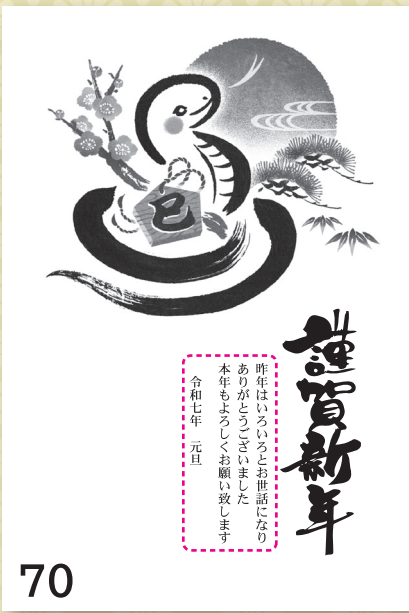 巳
謹賀新年
昨年はいろいろとお世話になり
ありがとうございました
本年もよろしくお願い致します
令和七年　元旦
70